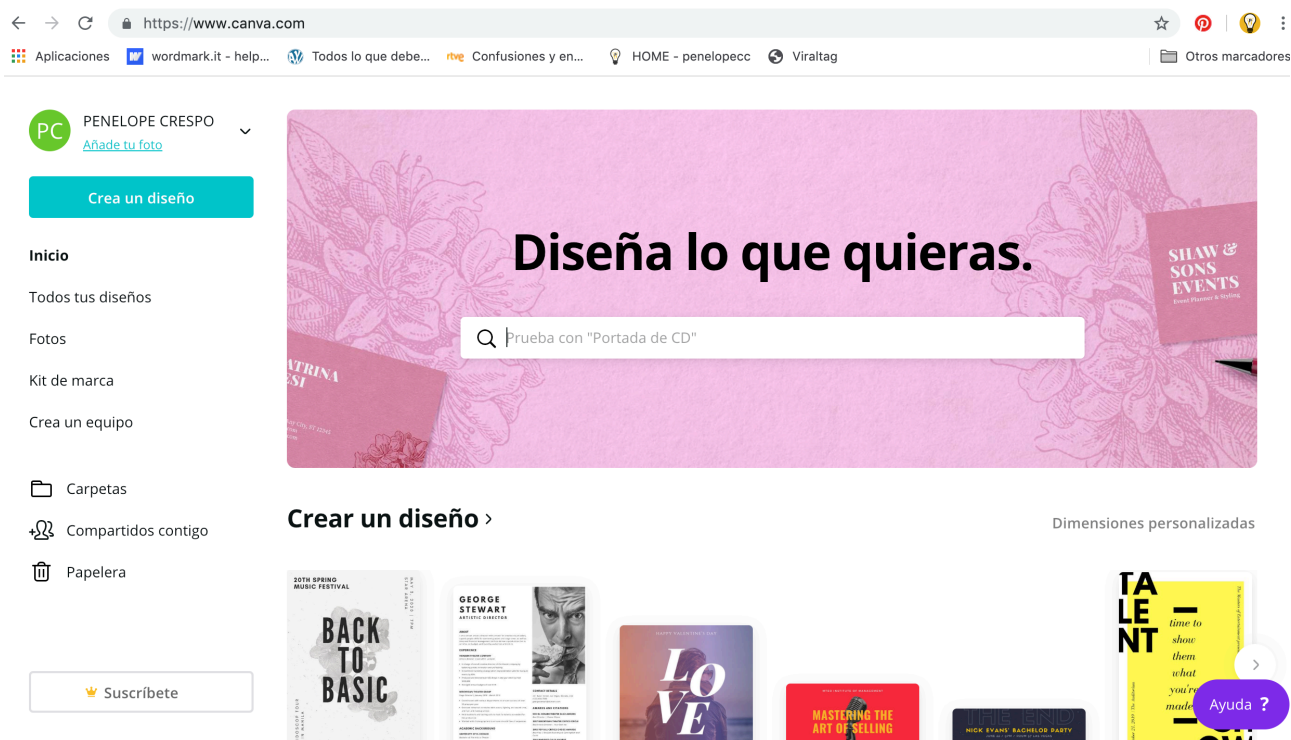 https://www.canva.com
Aplicaciones
wordmark.it - help...
Todos lo que debe...
rtve Confusiones y en...
HOME - penelopecc
Viraltag
Otros marcadores
PC
PENELOPE CRESPO
Añade tu foto
Crea un diseño
Inicio
Todos tus diseños
Fotos
Kit de marca
Crea un equipo
Carpetas
Compartidos contigo
Papelera
Suscríbete
Diseña lo que quieras.
Prueba con "Portada de CD"
SHAW &
SONS
EVENTS
Event Planner & Styling
Crear un diseño ›
Dimensiones personalizadas
20TH SPRING
MUSIC FESTIVAL
BACK
TO
BASIC
GEORGE
STEWART
ARTISTIC DIRECTOR
HAPPY VALENTINE'S DAY
LO
VE
MASTERING THE
ART OF SELLING
THE END
NICK EVANS' BACHELOR PARTY
TA
LE
NT
time to
show
them
what
you're
made
Ayuda ?